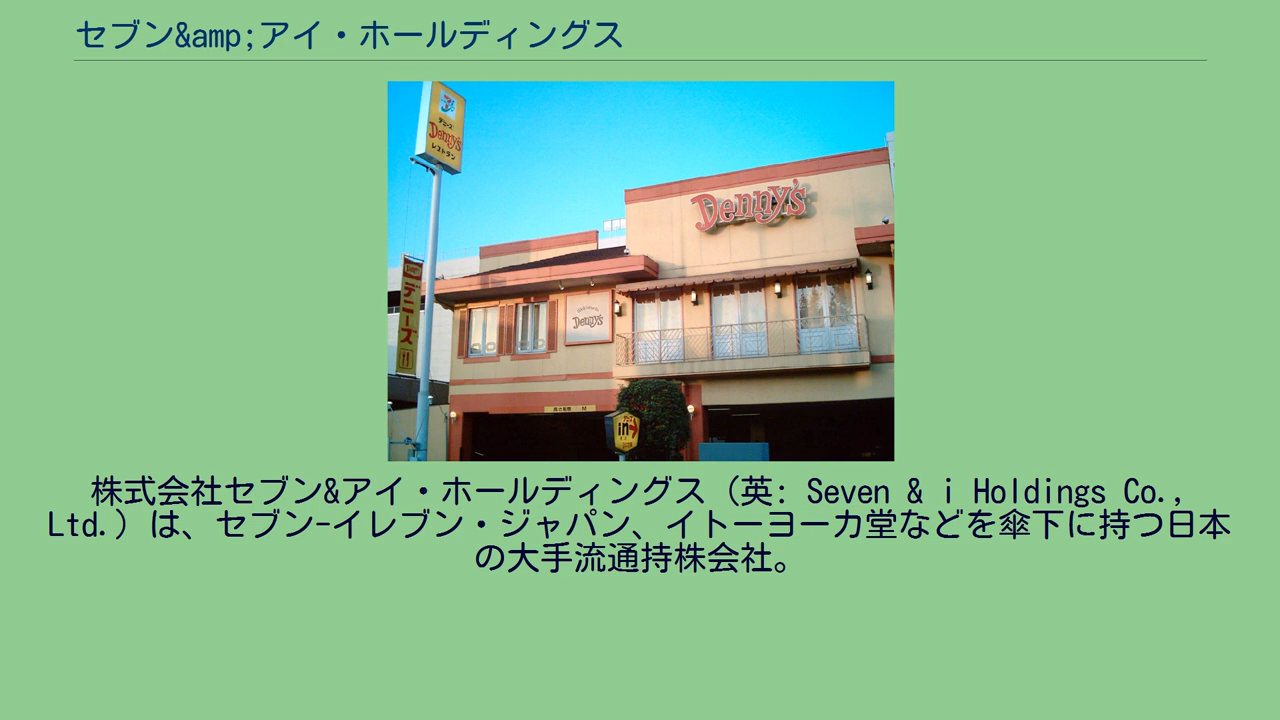 セブン&amp;アイ・ホールディングス
デニーズ
Denny's
レストラン
Denny's
デニーズ
Denny's
in
株式会社セブン&アイ・ホールディングス（英: Seven & i Holdings Co.,
Ltd.）は、セブン-イレブン・ジャパン、イトーヨーカ堂などを傘下に持つ日本
の大手流通持株会社。